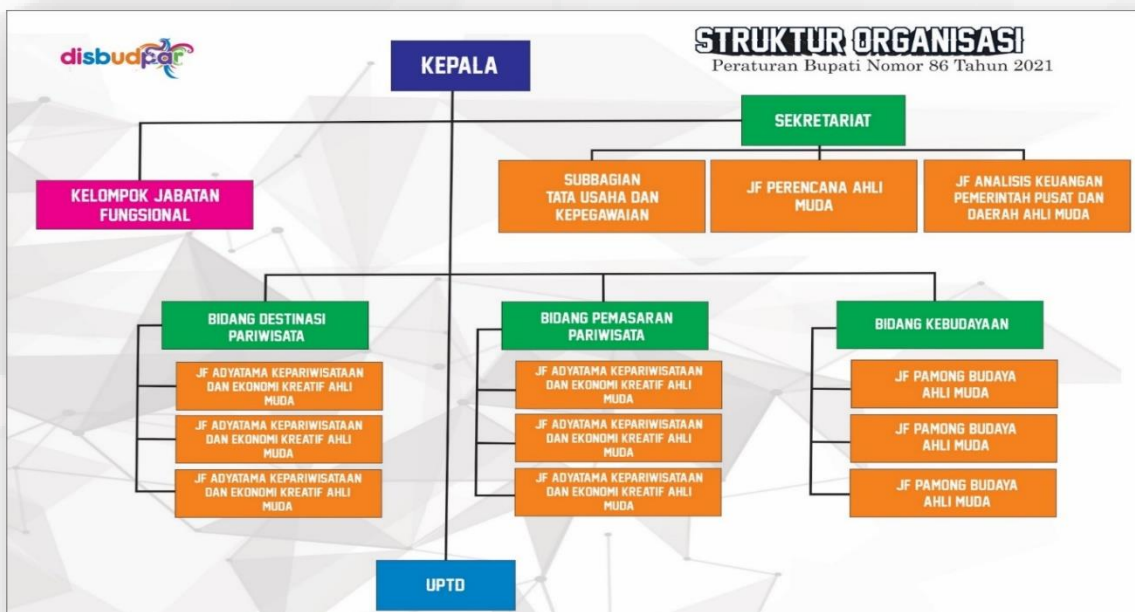 disbudpar
STRUKTUR ORGANISASI
Peraturan Bupati Nomor 86 Tahun 2021
KEPALA
SEKRETARIAT
KELOMPOK JABATAN
FUNGSIONAL
SUBBAGIAN
TATA USAHA DAN
KEPEGAWAIAN
JF PERENCANA AHLI
MUDA
JF ANALISIS KEUANGAN
PEMERINTAH PUSAT DAN
DAERAH AHLI MUDA
BIDANG DESTINASI
PARIWISATA
JF ADYATAMA KEPARIWISATAAN
DAN EKONOMI KREATIF AHLI
MUDA
JF ADYATAMA KEPARIWISATAAN
DAN EKONOMI KREATIF AHLI
MUDA
JF ADYATAMA KEPARIWISATAAN
DAN EKONOMI KREATIF AHLI
MUDA
BIDANG PEMASARAN
PARIWISATA
JF ADYATAMA KEPARIWISATAAN
DAN EKONOMI KREATIF AHLI
MUDA
JF ADYATAMA KEPARIWISATAAN
DAN EKONOMI KREATIF AHLI
MUDA
JF ADYATAMA KEPARIWISATAAN
DAN EKONOMI KREATIF AHLI
MUDA
BIDANG KEBUDAYAAN
JF PAMONG BUDAYA
AHLI MUDA
JF PAMONG BUDAYA
AHLI MUDA
JF PAMONG BUDAYA
AHLI MUDA
UPTD